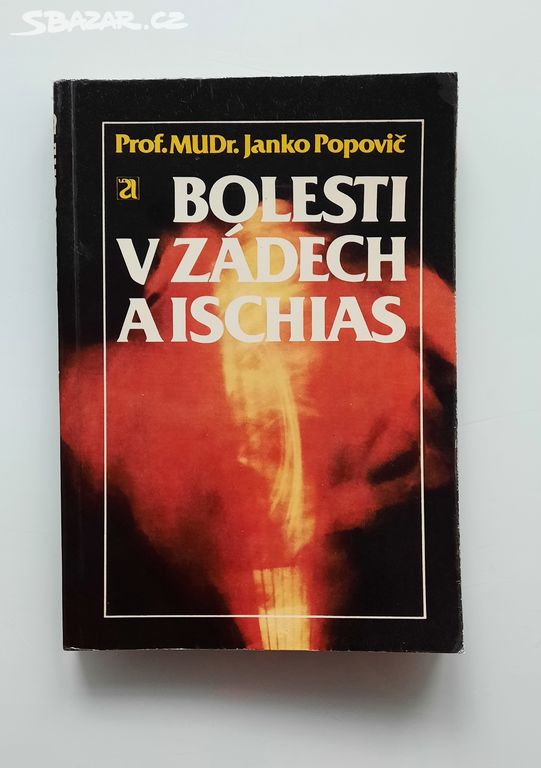 SBAZAR.CZ
Prof. MUDr. Janko Popovič
BOLESTI
V ZÁDECH
A ISCHIAS